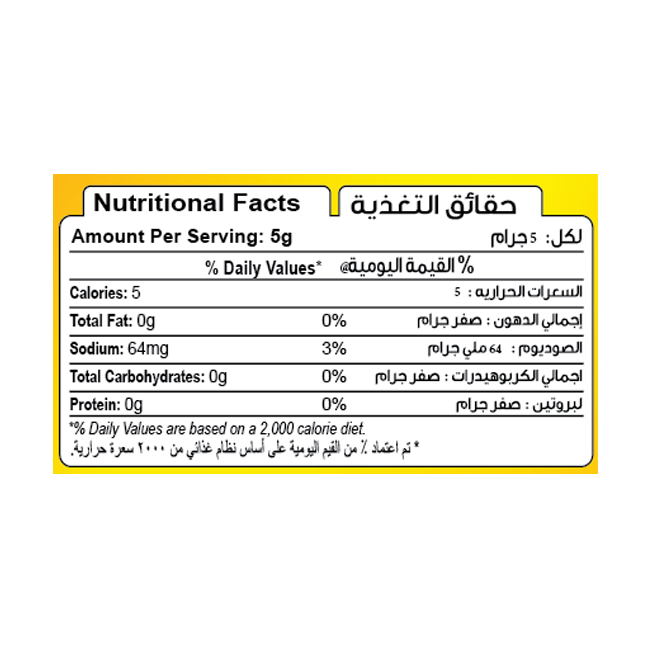 Nutritional Facts حقائق التغذية
Amount Per Serving: 5g لكل: 5 جرام
% Daily Values* % القيمة اليومية@
Calories: 5 السعرات الحراريه : 5
Total Fat: 0g 0% إجمالي الدهون : صفر جرام
Sodium: 64mg 3% الصوديوم : 64 ملي جرام
Total Carbohydrates: 0g 0% اجمالي الكربوهيدرات : صفر جرام
Protein: 0g 0% لبروتين : صفر جرام
*% Daily Values are based on a 2,000 calorie diet.
* تم اعتماد ٪ من القيم اليومية على أساس نظام غذائي من ٢٠٠٠ سعرة حرارية.